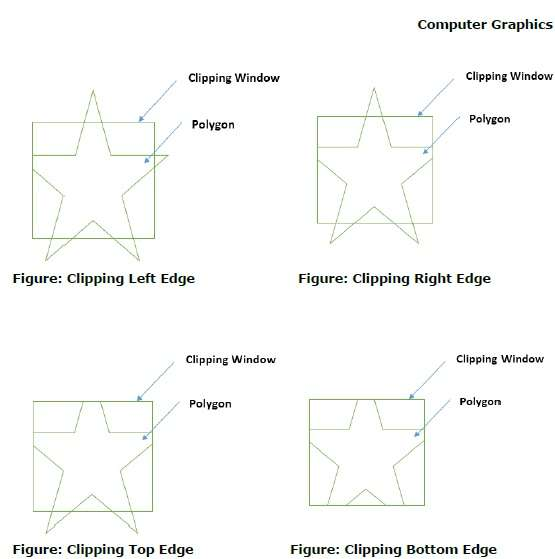 Computer Graphics
Clipping Window
Polygon
Clipping Window
Polygon
Figure: Clipping Left Edge
Figure: Clipping Right Edge
Clipping Window
Polygon
Clipping Window
Polygon
Figure: Clipping Top Edge
Figure: Clipping Bottom Edge